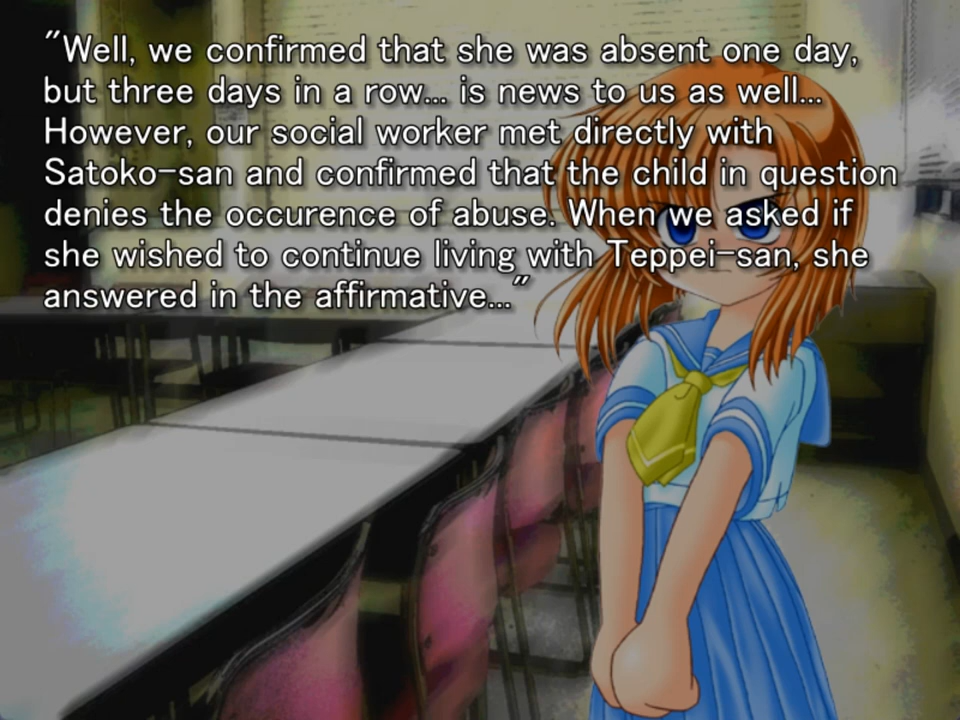 "Well, we confirmed that she was absent one day,
but three days in a row... is news to us as well...
However, our social worker met directly with
Satoko-san and confirmed that the child in question
denies the occurence of abuse. When we asked if
she wished to continue living with Teppei-san, she
answered in the affirmative..."